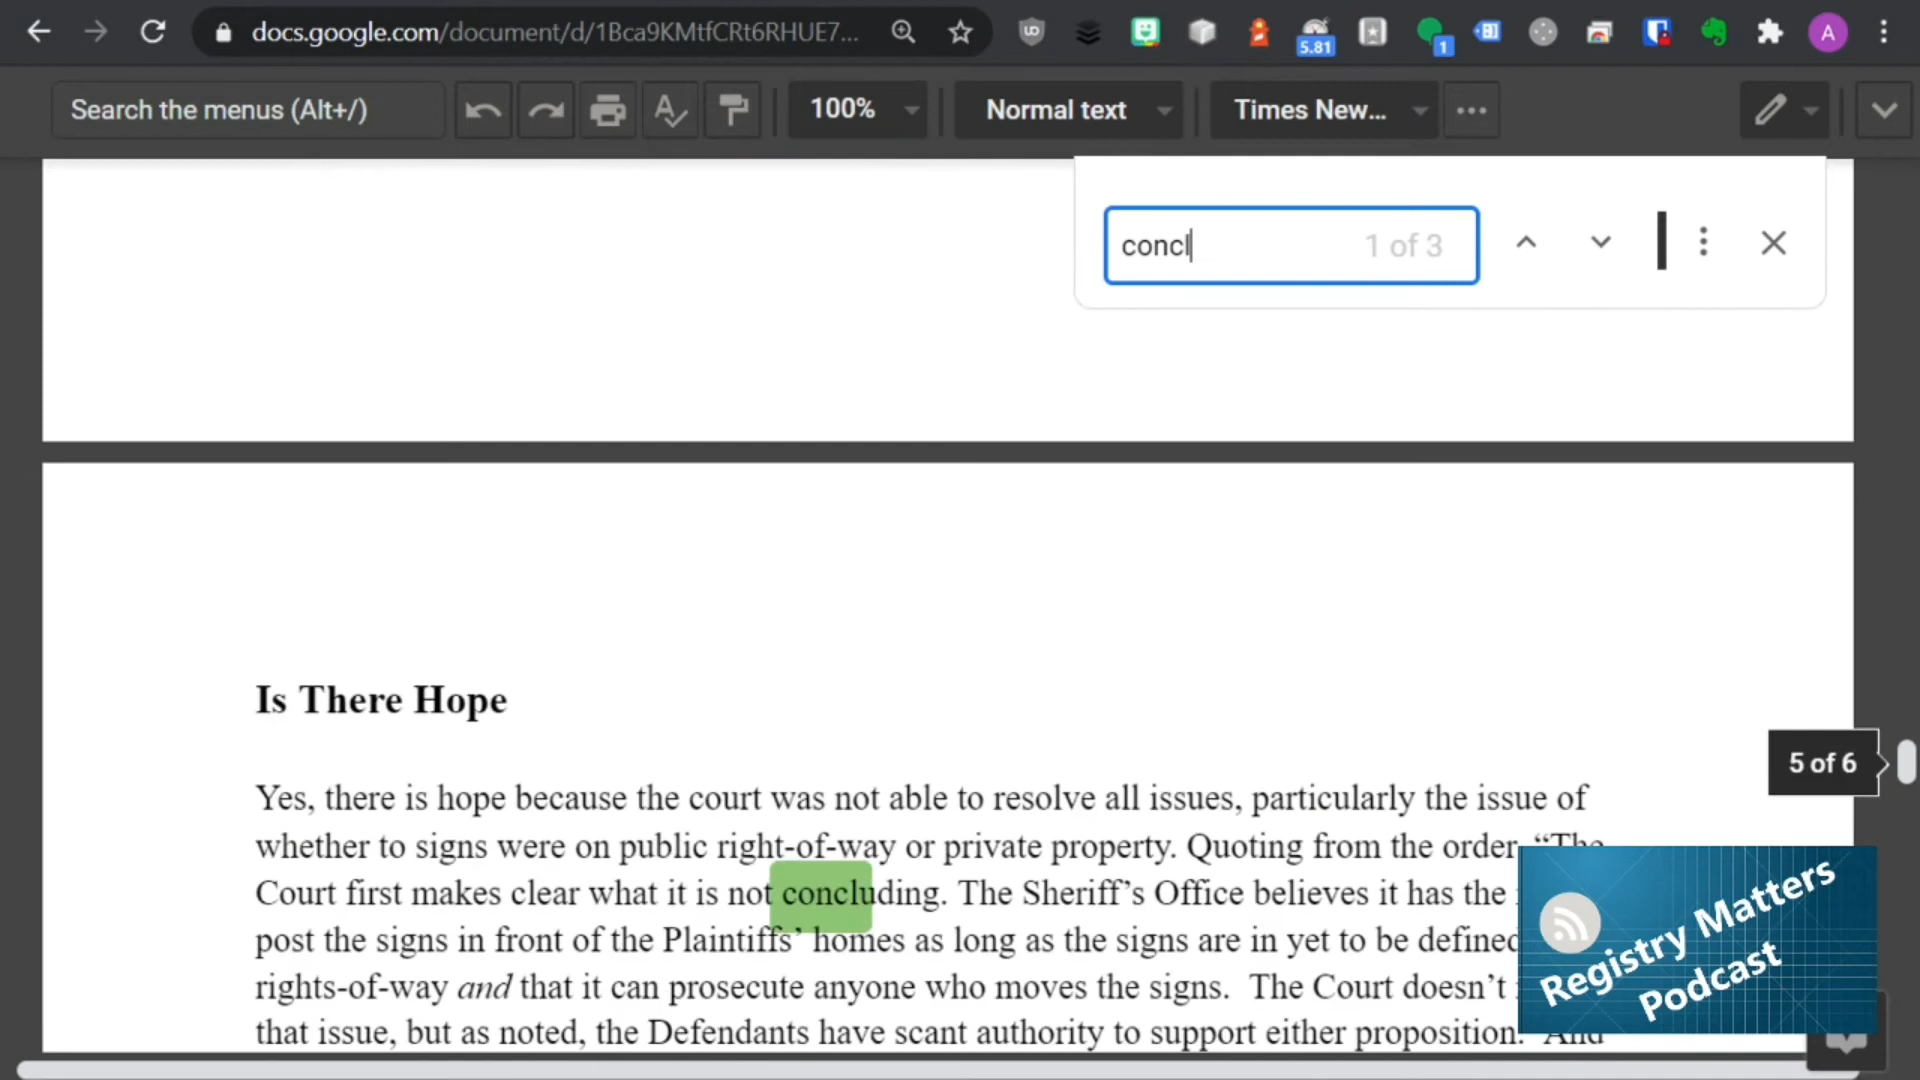 docs.google.com/document/d/1Bca9KMtfCRt6RHUE7...
5.81
1
A
Search the menus (Alt+/)
100%
Normal text
Times New...
concl
1 of 3
Is There Hope
5 of 6
Yes, there is hope because the court was not able to resolve all issues, particularly the issue of
whether to signs were on public right-of-way or private property. Quoting from the order, “The
Court first makes clear what it is not concluding. The Sheriff’s Office believes it has the
post the signs in front of the Plaintiffs’ homes as long as the signs are in yet to be defined
rights-of-way and that it can prosecute anyone who moves the signs. The Court doesn’t
that issue, but as noted, the Defendants have scant authority to support either proposition. And
Registry Matters
Podcast